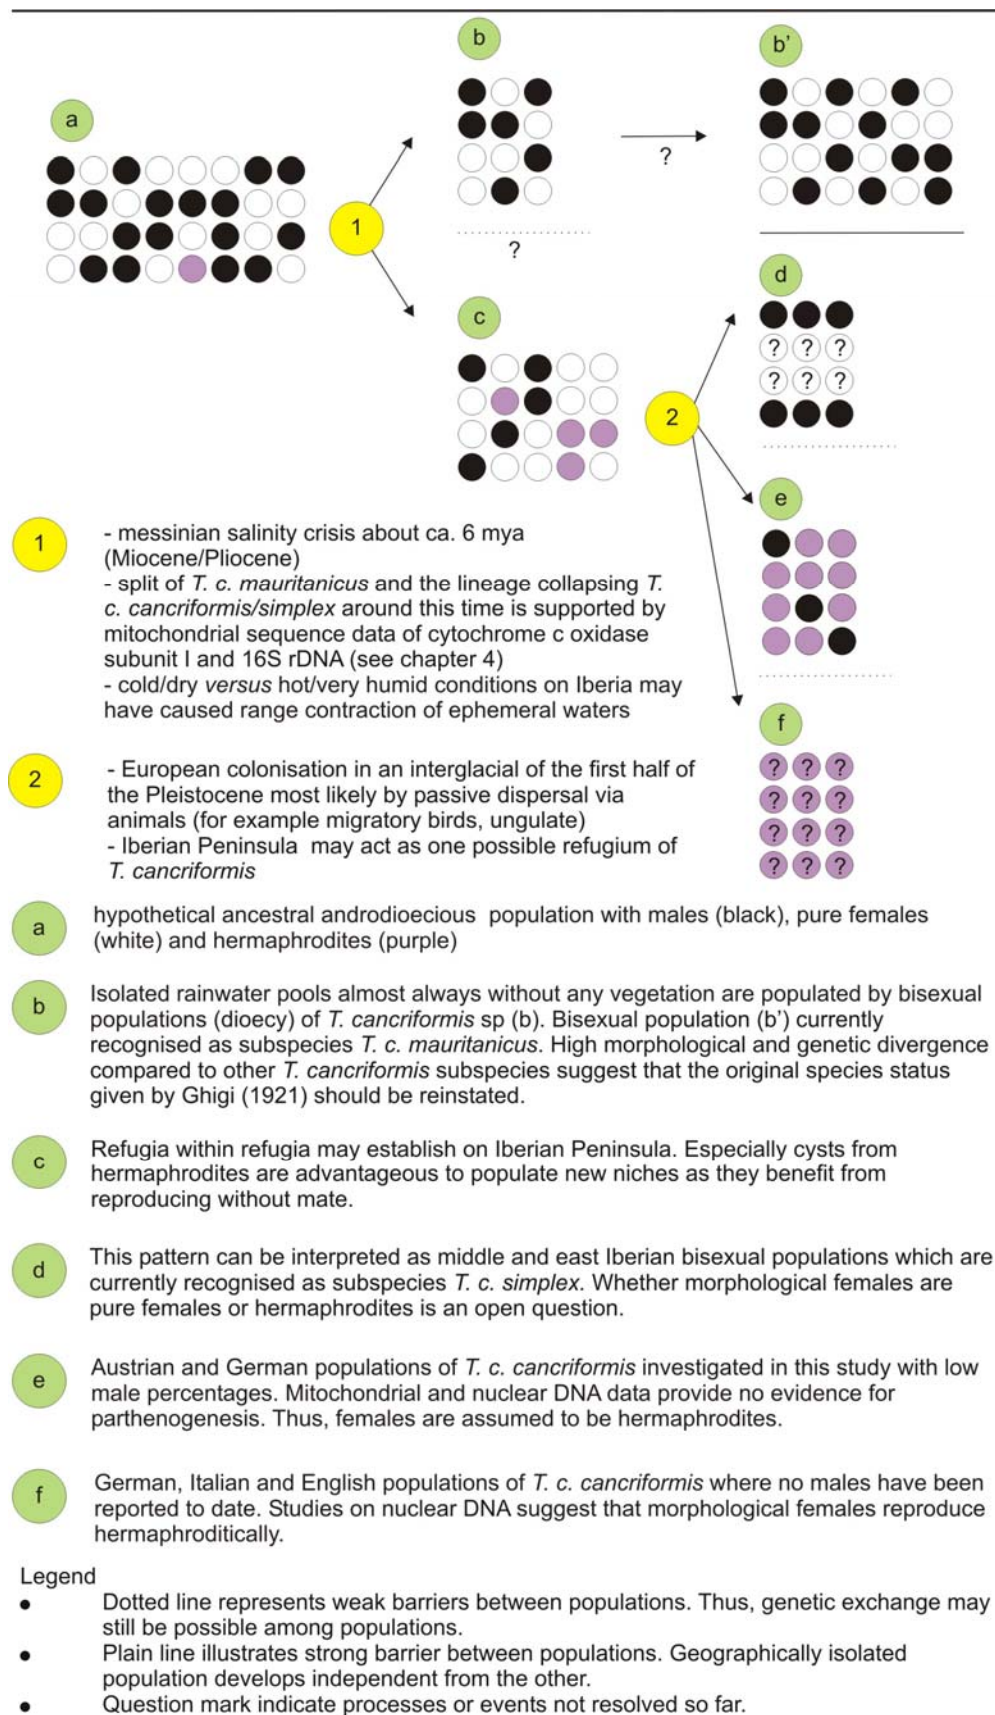 b
b’
a
?
1
?
d
c
? ? ?
? ? ?
2
e
1
- messinian salinity crisis about ca. 6 mya
(Miocene/Pliocene)
- split of T. c. mauritanicus and the lineage collapsing T.
c. cancriformis/simplex around this time is supported by
mitochondrial sequence data of cytochrome c oxidase
subunit I and 16S rDNA (see chapter 4)
- cold/dry versus hot/very humid conditions on Iberia may
have caused range contraction of ephemeral waters
f
? ? ?
? ? ?
? ? ?
? ? ?
2
- European colonisation in an interglacial of the first half of
the Pleistocene most likely by passive dispersal via
animals (for example migratory birds, ungulate)
- Iberian Peninsula may act as one possible refugium of
T. cancriformis
a
hypothetical ancestral androdioecious population with males (black), pure females
(white) and hermaphrodites (purple)
b
Isolated rainwater pools almost always without any vegetation are populated by bisexual
populations (dioecy) of T. cancriformis sp (b). Bisexual population (b’) currently
recognised as subspecies T. c. mauritanicus. High morphological and genetic divergence
compared to other T. cancriformis subspecies suggest that the original species status
given by Ghigi (1921) should be reinstated.
c
Refugia within refugia may establish on Iberian Peninsula. Especially cysts from
hermaphrodites are advantageous to populate new niches as they benefit from
reproducing without mate.
d
This pattern can be interpreted as middle and east Iberian bisexual populations which are
currently recognised as subspecies T. c. simplex. Whether morphological females are
pure females or hermaphrodites is an open question.
e
Austrian and German populations of T. c. cancriformis investigated in this study with low
male percentages. Mitochondrial and nuclear DNA data provide no evidence for
parthenogenesis. Thus, females are assumed to be hermaphrodites.
f
German, Italian and English populations of T. c. cancriformis where no males have been
reported to date. Studies on nuclear DNA suggest that morphological females reproduce
hermaphroditically.
Legend
● Dotted line represents weak barriers between populations. Thus, genetic exchange may
still be possible among populations.
● Plain line illustrates strong barrier between populations. Geographically isolated
population develops independent from the other.
● Question mark indicate processes or events not resolved so far.